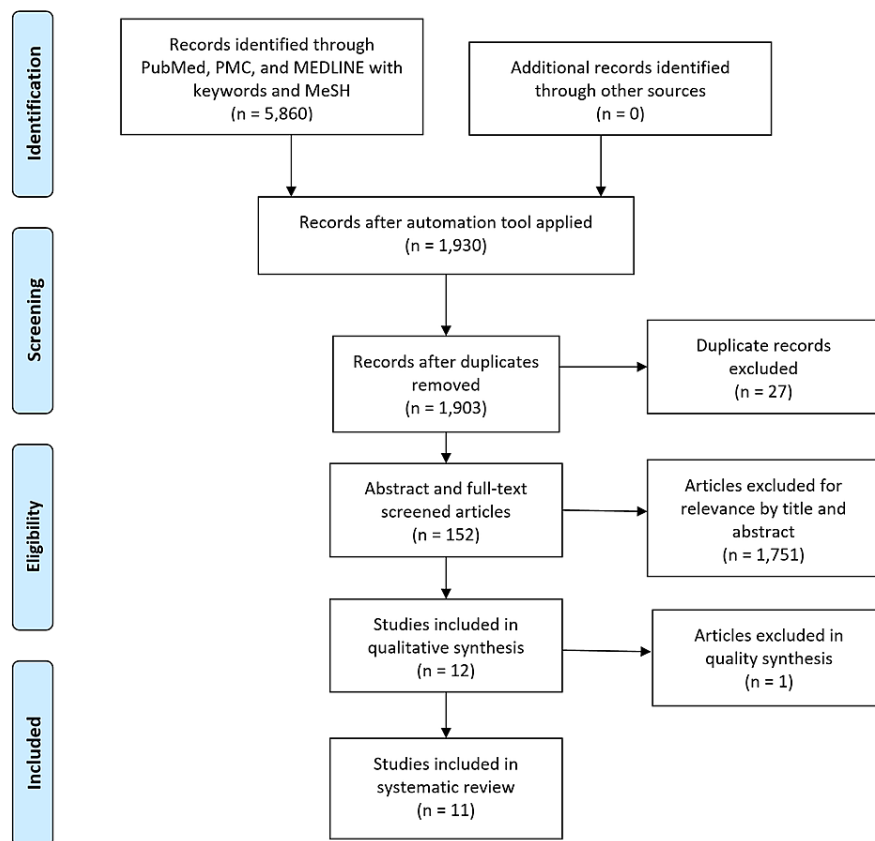 Identification
Records identified through
PubMed, PMC, and MEDLINE with
keywords and MeSH
(n = 5,860)
Additional records identified
through other sources
(n = 0)
Records after automation tool applied
(n = 1,930)
Screening
Records after duplicates
removed
(n = 1,903)
Duplicate records
excluded
(n = 27)
Eligibility
Abstract and full-text
screened articles
(n = 152)
Articles excluded for
relevance by title and
abstract
(n = 1,751)
Studies included in
qualitative synthesis
(n = 12)
Articles excluded in
quality synthesis
(n = 1)
Included
Studies included in
systematic review
(n = 11)